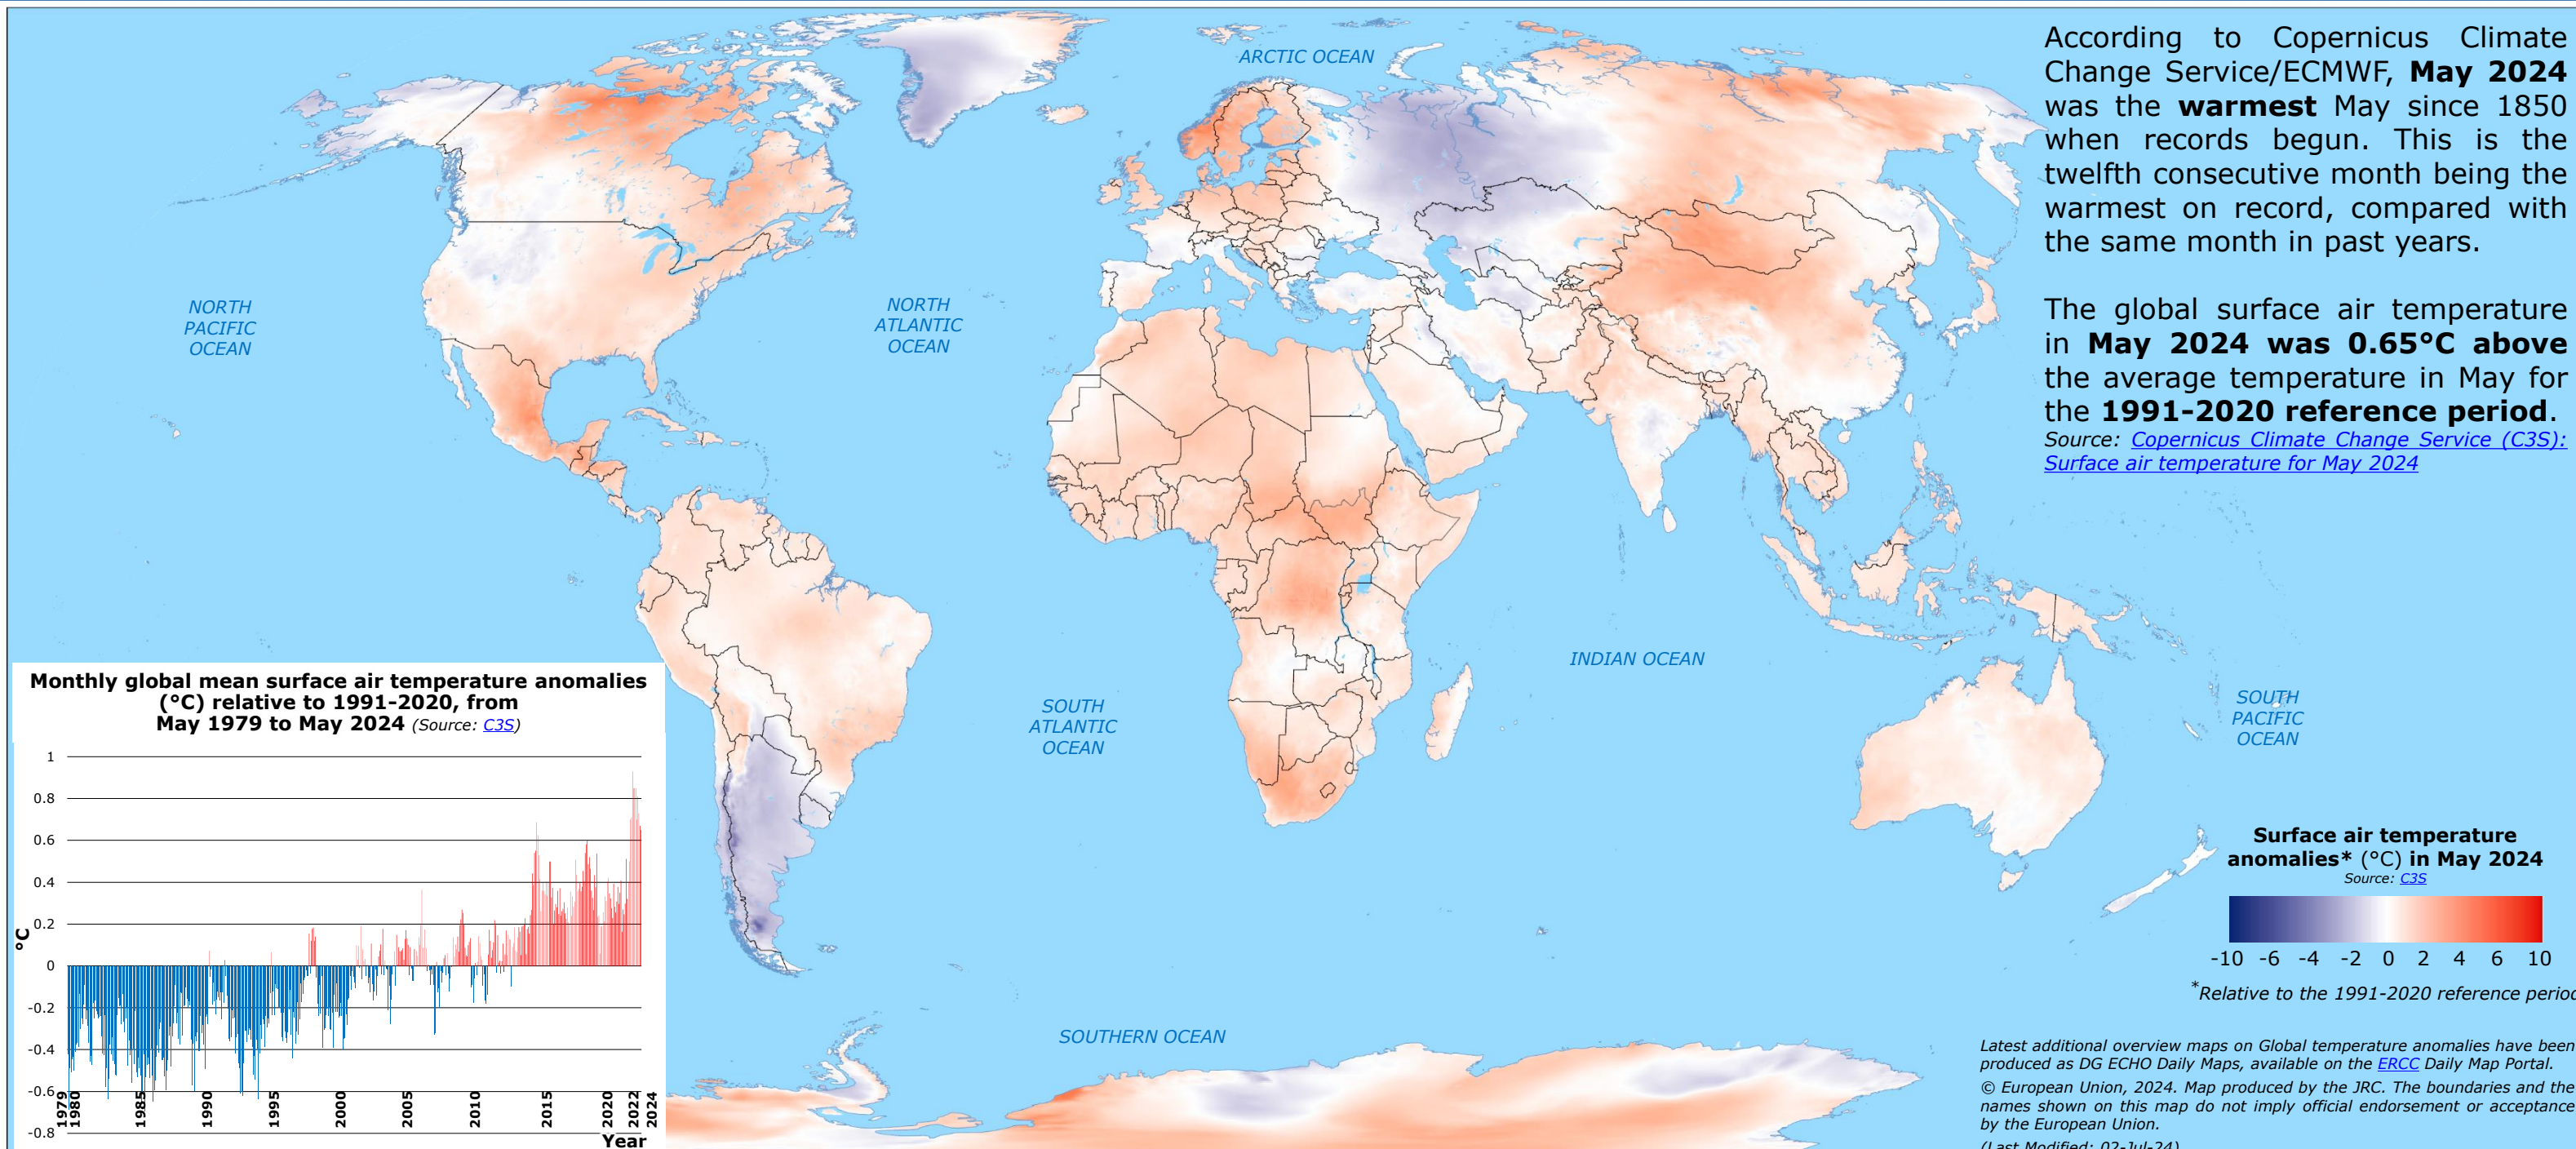 According to Copernicus Climate
Change Service/ECMWF, May 2024
was the warmest May since 1850
when records begun. This is the
twelfth consecutive month being the
warmest on record, compared with
the same month in past years.
The global surface air temperature
in May 2024 was 0.65°C above
the average temperature in May for
the 1991-2020 reference period.
Source: Copernicus Climate Change Service (C3S):
Surface air temperature for May 2024
ARCTIC OCEAN
NORTH
PACIFIC
OCEAN
NORTH
ATLANTIC
OCEAN
INDIAN OCEAN
SOUTH
ATLANTIC
OCEAN
SOUTH
PACIFIC
OCEAN
SOUTHERN OCEAN
Monthly global mean surface air temperature anomalies
(°C) relative to 1991-2020, from
May 1979 to May 2024 (Source: C3S)
1
0.8
0.6
0.4
0.2
0
-0.2
-0.4
-0.6
-0.8
°C
1979
1980
1985
1990
1995
2000
2005
2010
2015
2020
2022
2024
Year
Surface air temperature
anomalies* (°C) in May 2024
Source: C3S
-10 -6 -4 -2 0 2 4 6 10
*Relative to the 1991-2020 reference period
Latest additional overview maps on Global temperature anomalies have been
produced as DG ECHO Daily Maps, available on the ERCC Daily Map Portal.
© European Union, 2024. Map produced by the JRC. The boundaries and the
names shown on this map do not imply official endorsement or acceptance
by the European Union.
(Last Modified: 02-Jul-24)